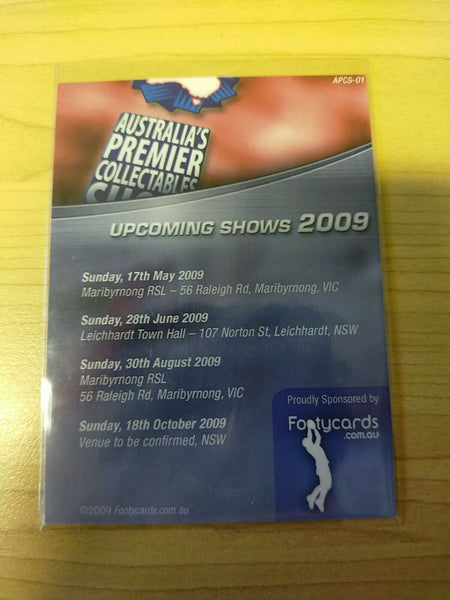 APCS-01
AUSTRALIA'S
PREMIER
COLLECTABLES
UPCOMING SHOWS 2009
Sunday, 17th May 2009
Maribyrnong RSL – 56 Raleigh Rd, Maribyrnong, VIC
Sunday, 28th June 2009
Leichhardt Town Hall – 107 Norton St, Leichhardt, NSW
Sunday, 30th August 2009
Maribyrnong RSL
56 Raleigh Rd, Maribyrnong, VIC
Sunday, 18th October 2009
Venue to be confirmed, NSW
Proudly Sponsored by
Footycards
.com.au
©2009 Footycards.com.au